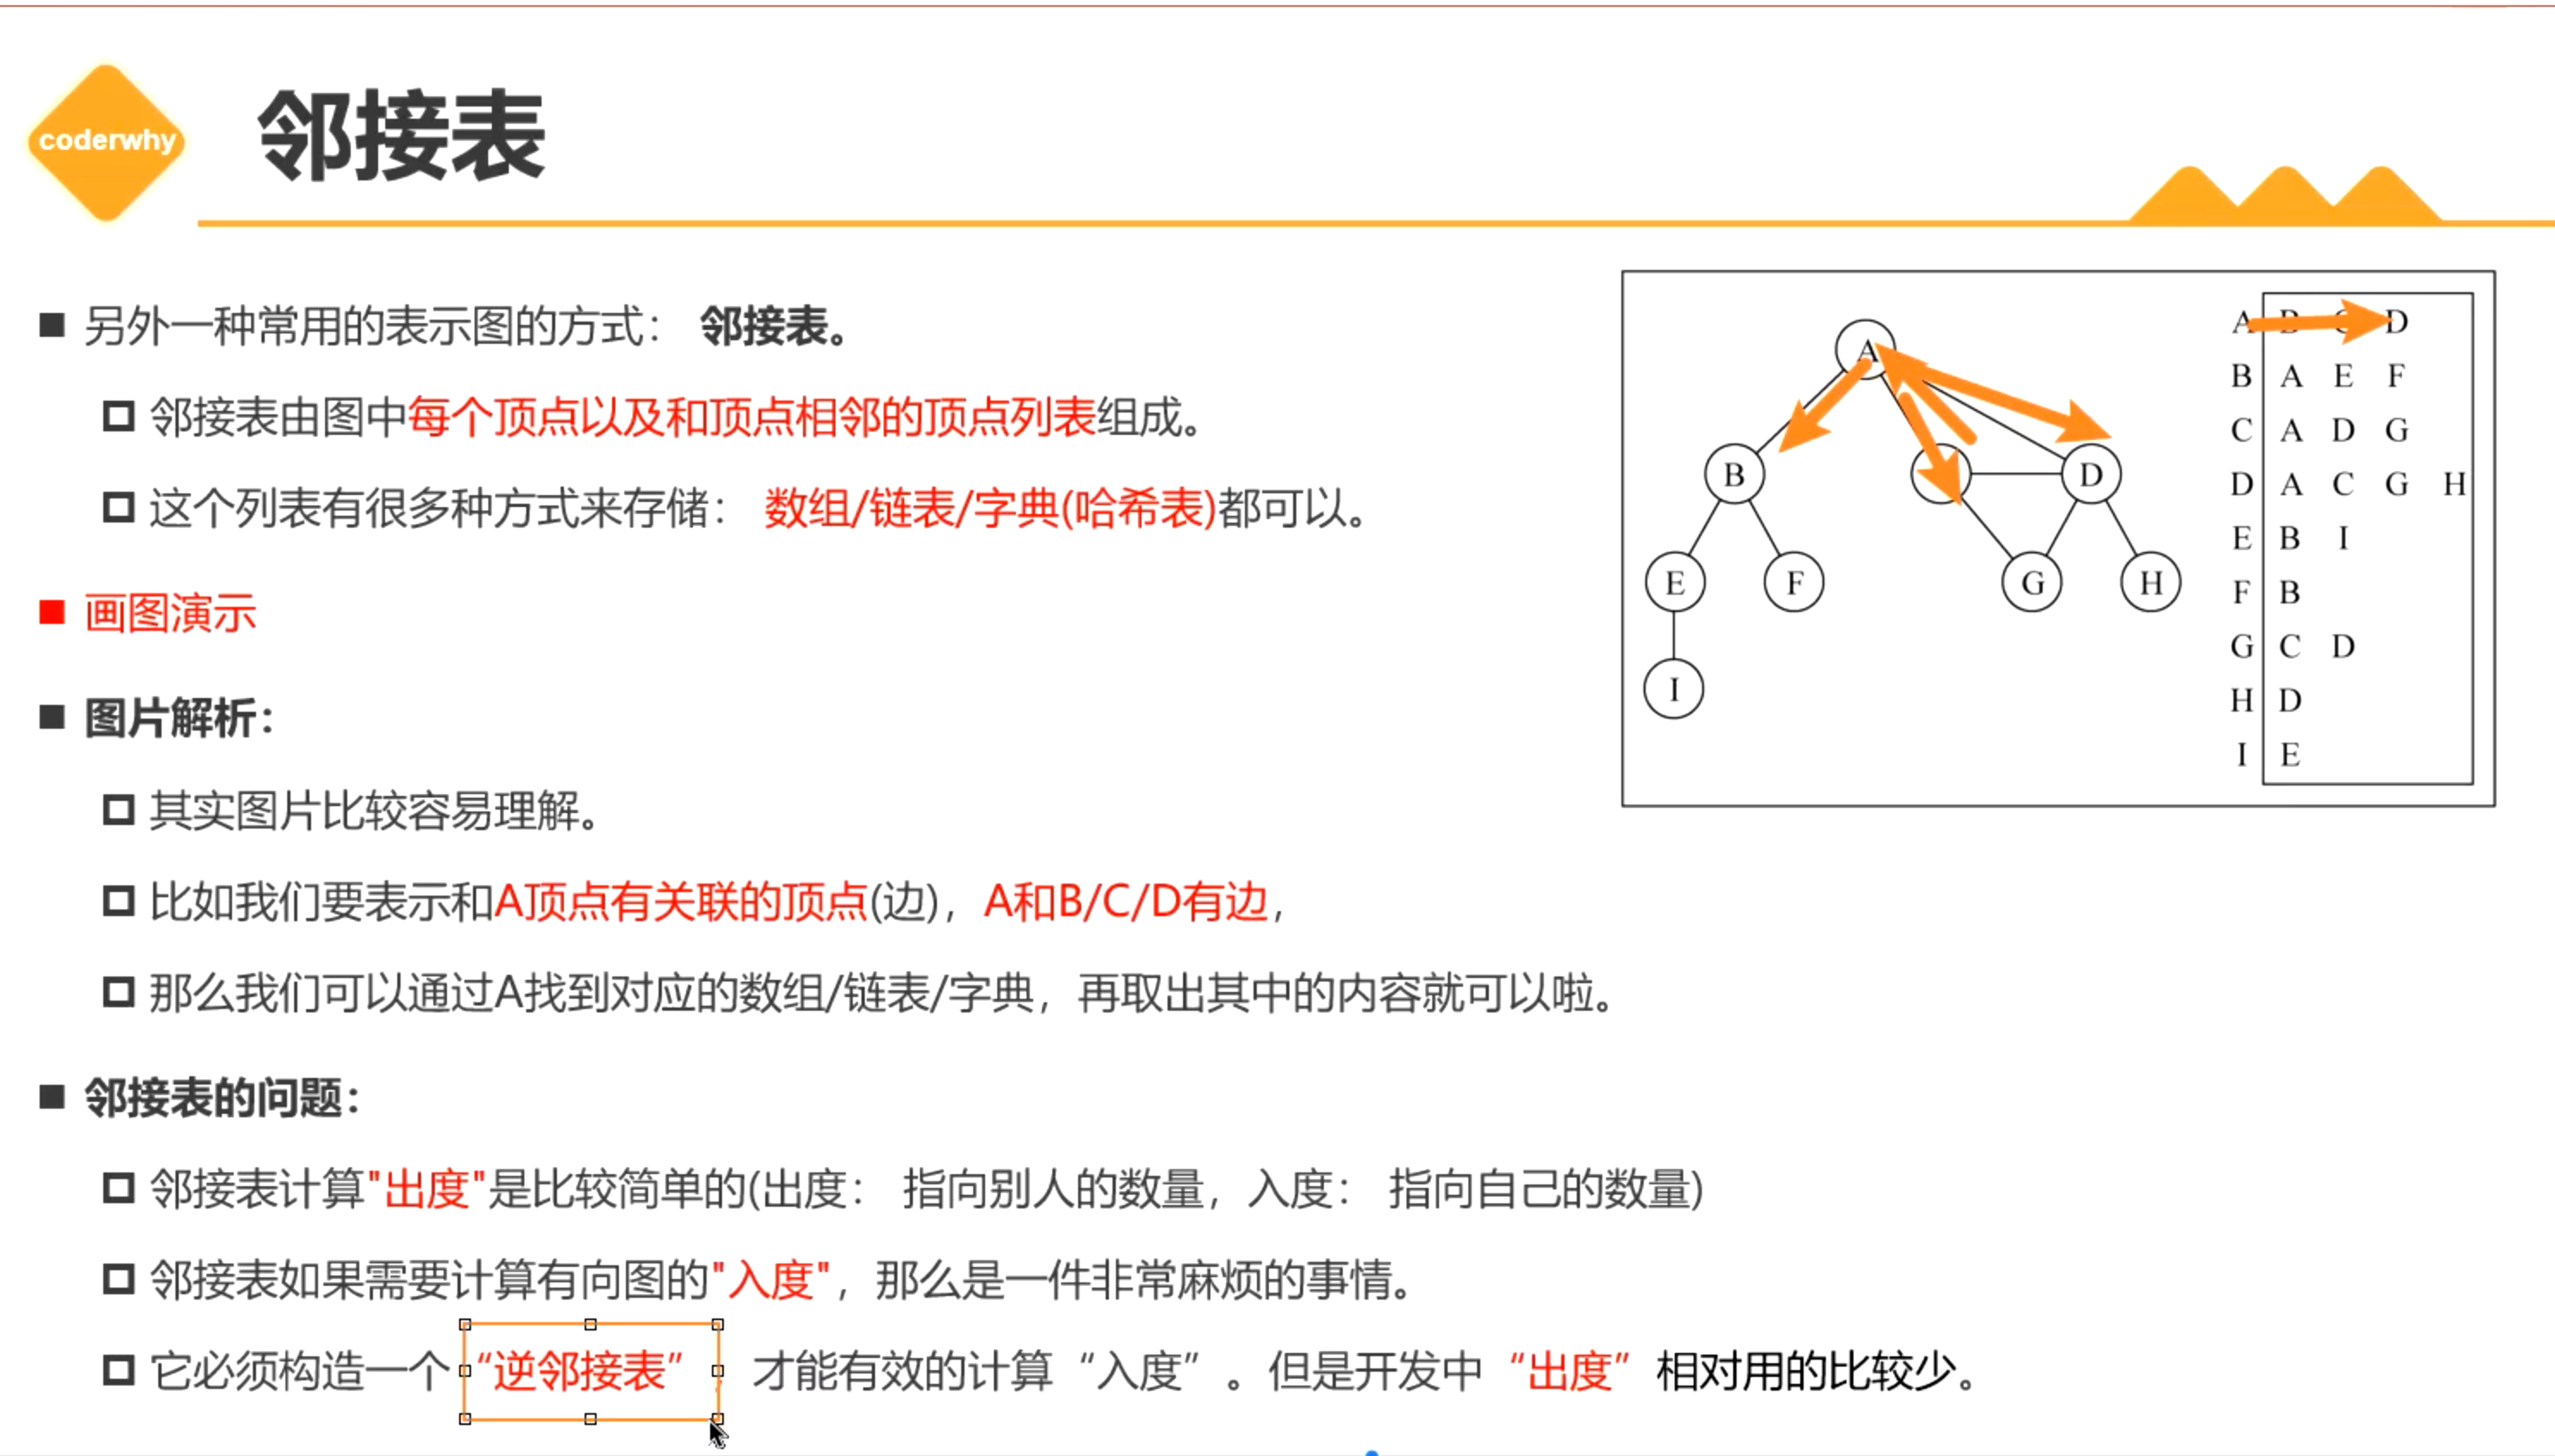 coderwhy
邻接表
■ 另外一种常用的表示图的方式： 邻接表。
邻接表由图中每个顶点以及和顶点相邻的顶点列表组成。
这个列表有很多种方式来存储： 数组/链表/字典(哈希表)都可以。
■ 画图演示
■ 图片解析：
其实图片比较容易理解。
比如我们要表示和A顶点有关联的顶点(边)，A和B/C/D有边，
那么我们可以通过A找到对应的数组/链表/字典，再取出其中的内容就可以啦。
■ 邻接表的问题：
邻接表计算"出度"是比较简单的(出度： 指向别人的数量，入度： 指向自己的数量)
邻接表如果需要计算有向图的"入度"，那么是一件非常麻烦的事情。
它必须构造一个“逆邻接表” 才能有效的计算“入度”。但是开发中“出度”相对用的比较少。
A
B
D
E
F
G
H
I
A B C D
B A E F
C A D G
D A C G H
E B I
F B
G C D
H D
I E